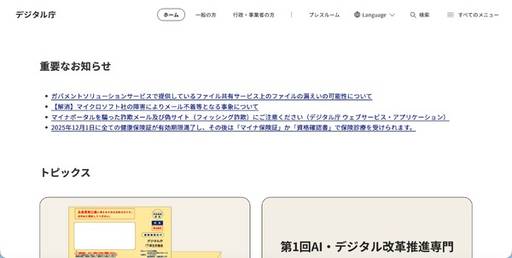 デジタル庁
ホーム
一般の方
行政・事業者の方
プレスルーム
Language
検索
すべてのメニュー
重要なお知らせ
ガバメントソリューションサービスで提供しているファイル共有サービス上のファイルの漏えいの可能性について
【解消】マイクロソフト社の障害によりメール不着等となる事象について
マイナポータルを騙った詐欺メール及び偽サイト（フィッシング詐欺）にご注意ください（デジタル庁 ウェブサービス・アプリケーション）
2025年12月1日に全ての健康保険証が有効期限満了し、その後は「マイナ保険証」か「資格確認書」で保険診療を受けられます。
トピックス
デジタル庁
第1回AI・デジタル改革推進専門